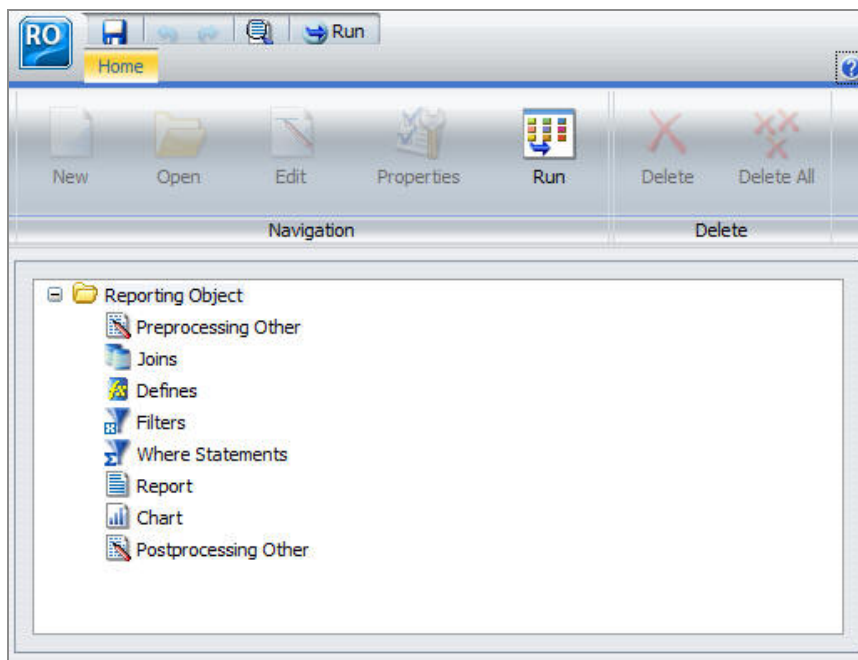 RO
Run
Home
?
New Open Edit Properties Run Delete Delete All
Navigation Delete
Reporting Object
Preprocessing Other
Joins
Defines
Filters
Where Statements
Report
Chart
Postprocessing Other